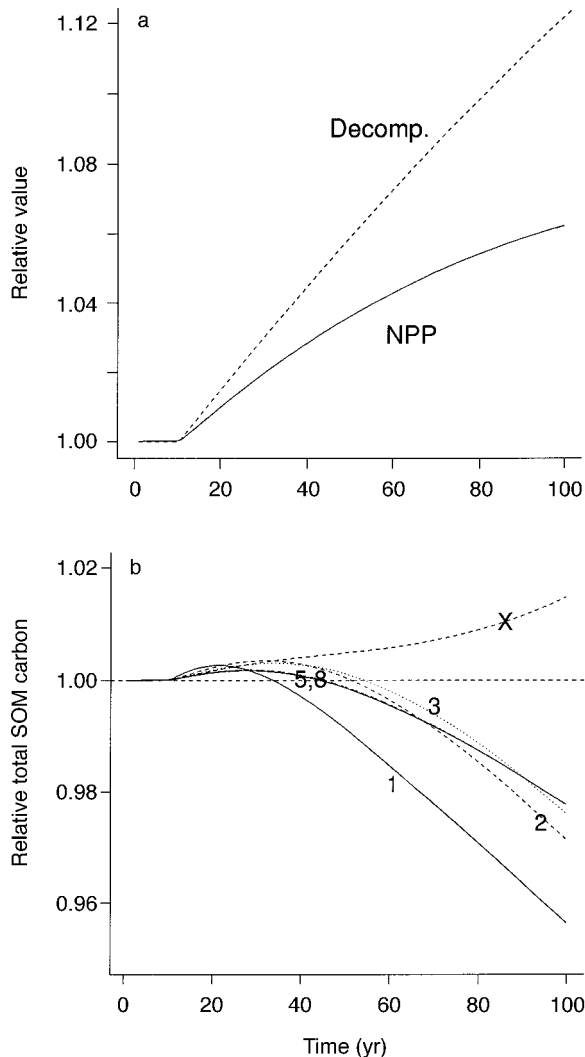 a
1.12
1.08
1.04
1.00
Relative value
Decomp.
NPP
0 20 40 60 80 100
b
1.02
1.00
0.98
0.96
Relative total SOM carbon
X
5,8
3
1
2
0 20 40 60 80 100
Time (yr)